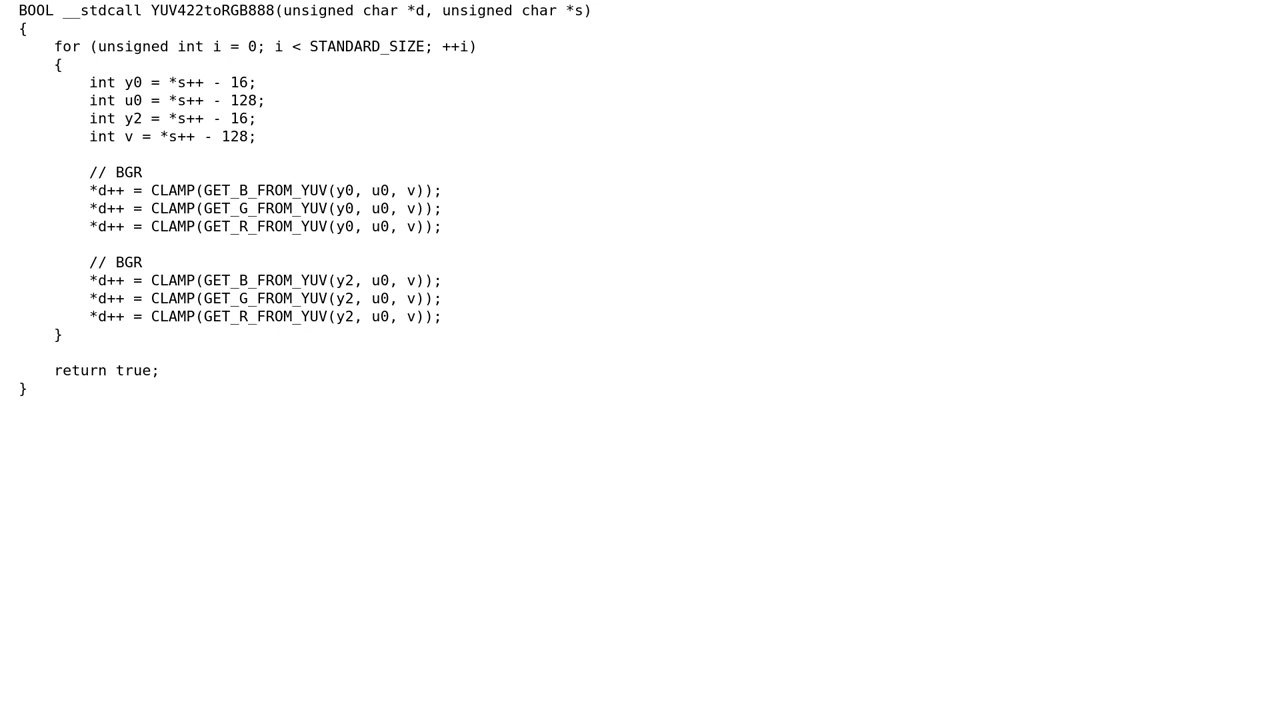 BOOL __stdcall YUV422toRGB888(unsigned char *d, unsigned char *s)
{
    for (unsigned int i = 0; i < STANDARD_SIZE; ++i)
    {
        int y0 = *s++ - 16;
        int u0 = *s++ - 128;
        int y2 = *s++ - 16;
        int v = *s++ - 128;

        // BGR
        *d++ = CLAMP(GET_B_FROM_YUV(y0, u0, v));
        *d++ = CLAMP(GET_G_FROM_YUV(y0, u0, v));
        *d++ = CLAMP(GET_R_FROM_YUV(y0, u0, v));

        // BGR
        *d++ = CLAMP(GET_B_FROM_YUV(y2, u0, v));
        *d++ = CLAMP(GET_G_FROM_YUV(y2, u0, v));
        *d++ = CLAMP(GET_R_FROM_YUV(y2, u0, v));
    }

    return true;
}